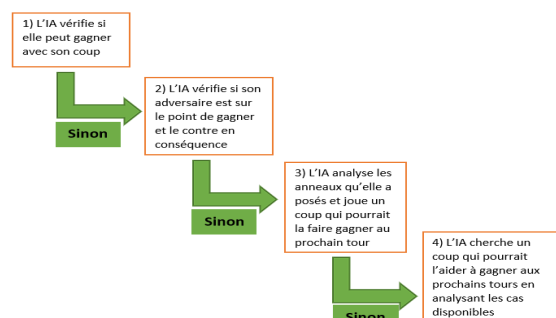 1) L'IA vérifie si
elle peut gagner
avec son coup
Sinon
2) L'IA vérifie si son
adversaire est sur
le point de gagner
et le contre en
conséquence
Sinon
3) L'IA analyse les
anneaux qu'elle a
posés et joue un
coup qui pourrait
la faire gagner au
prochain tour
Sinon
4) L'IA cherche un
coup qui pourrait
l'aider à gagner aux
prochains tours en
analysant les cas
disponibles